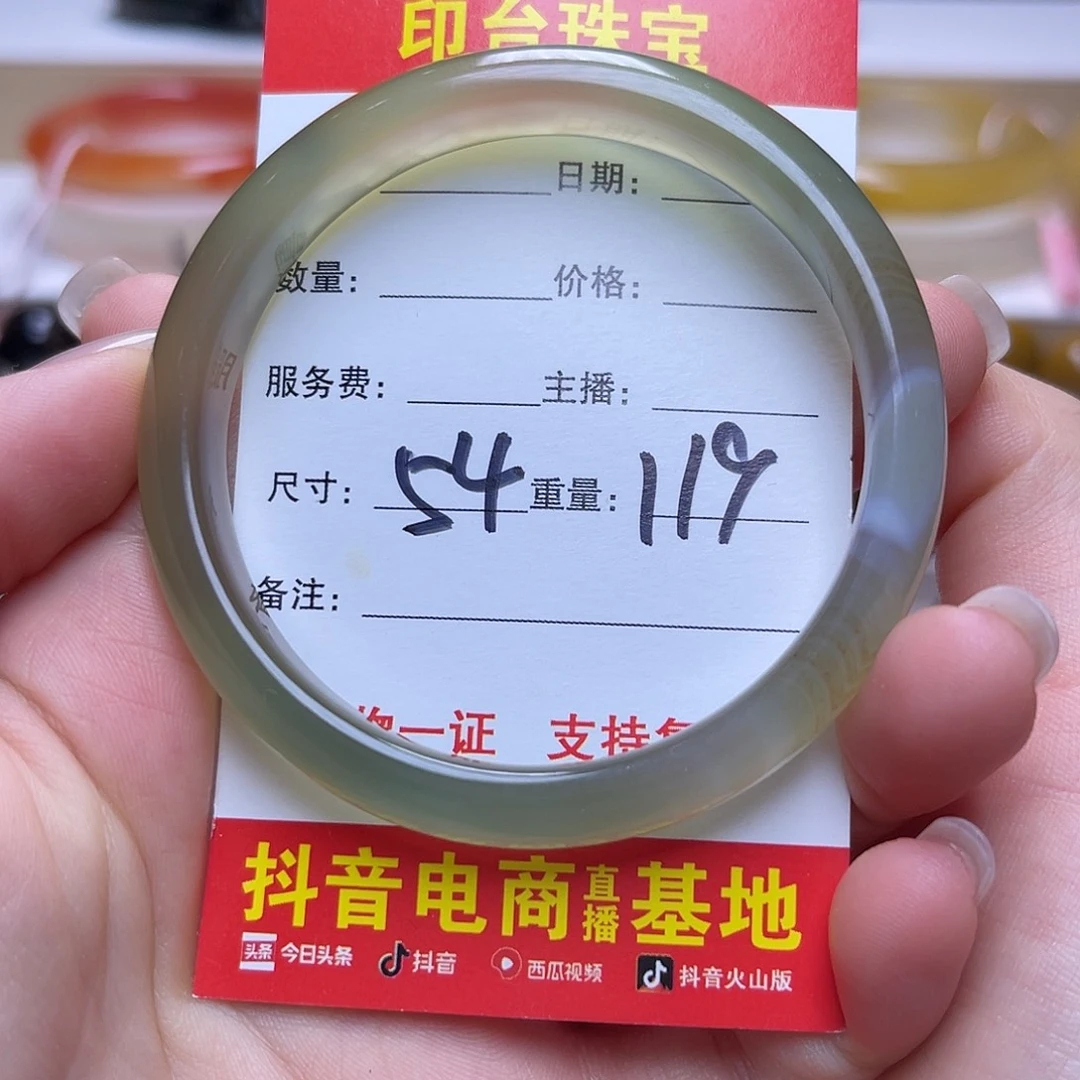 印台珠宝
日期：
数量： 价格：
服务费： 主播：
尺寸： 54 重量：
备注：
一证 支持
抖音电商直播基地
头条 今日头条 抖音 西瓜视频 抖音火山版